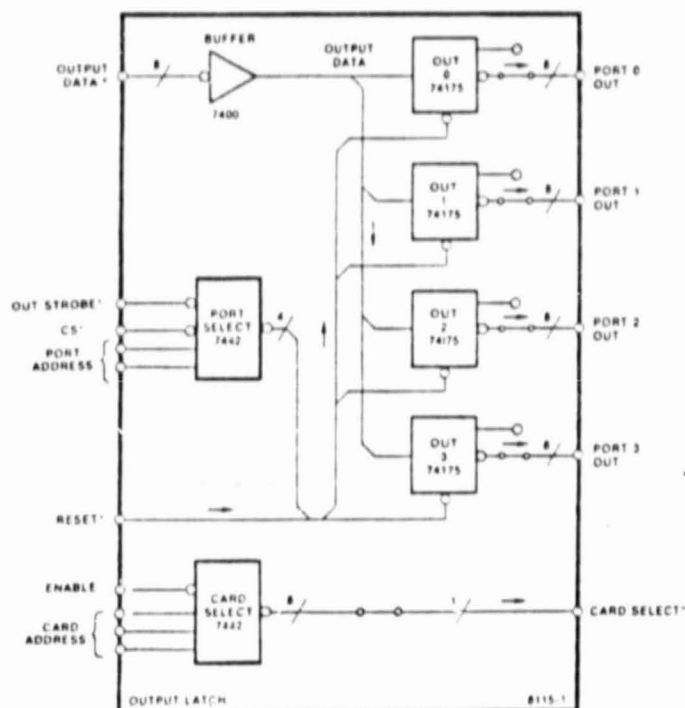 BUFFER
OUTPUT DATA*
8
7400
OUTPUT DATA
OUT 0 74175
8
PORT 0 OUT
OUT 1 74175
8
PORT 1 OUT
OUT STROBE*
CS*
PORT ADDRESS
PORT SELECT 7442
4
OUT 2 74175
8
PORT 2 OUT
OUT 3 74175
8
PORT 3 OUT
RESET*
ENABLE
CARD ADDRESS
CARD SELECT 7442
8
1
CARD SELECT*
OUTPUT LATCH
8115-1